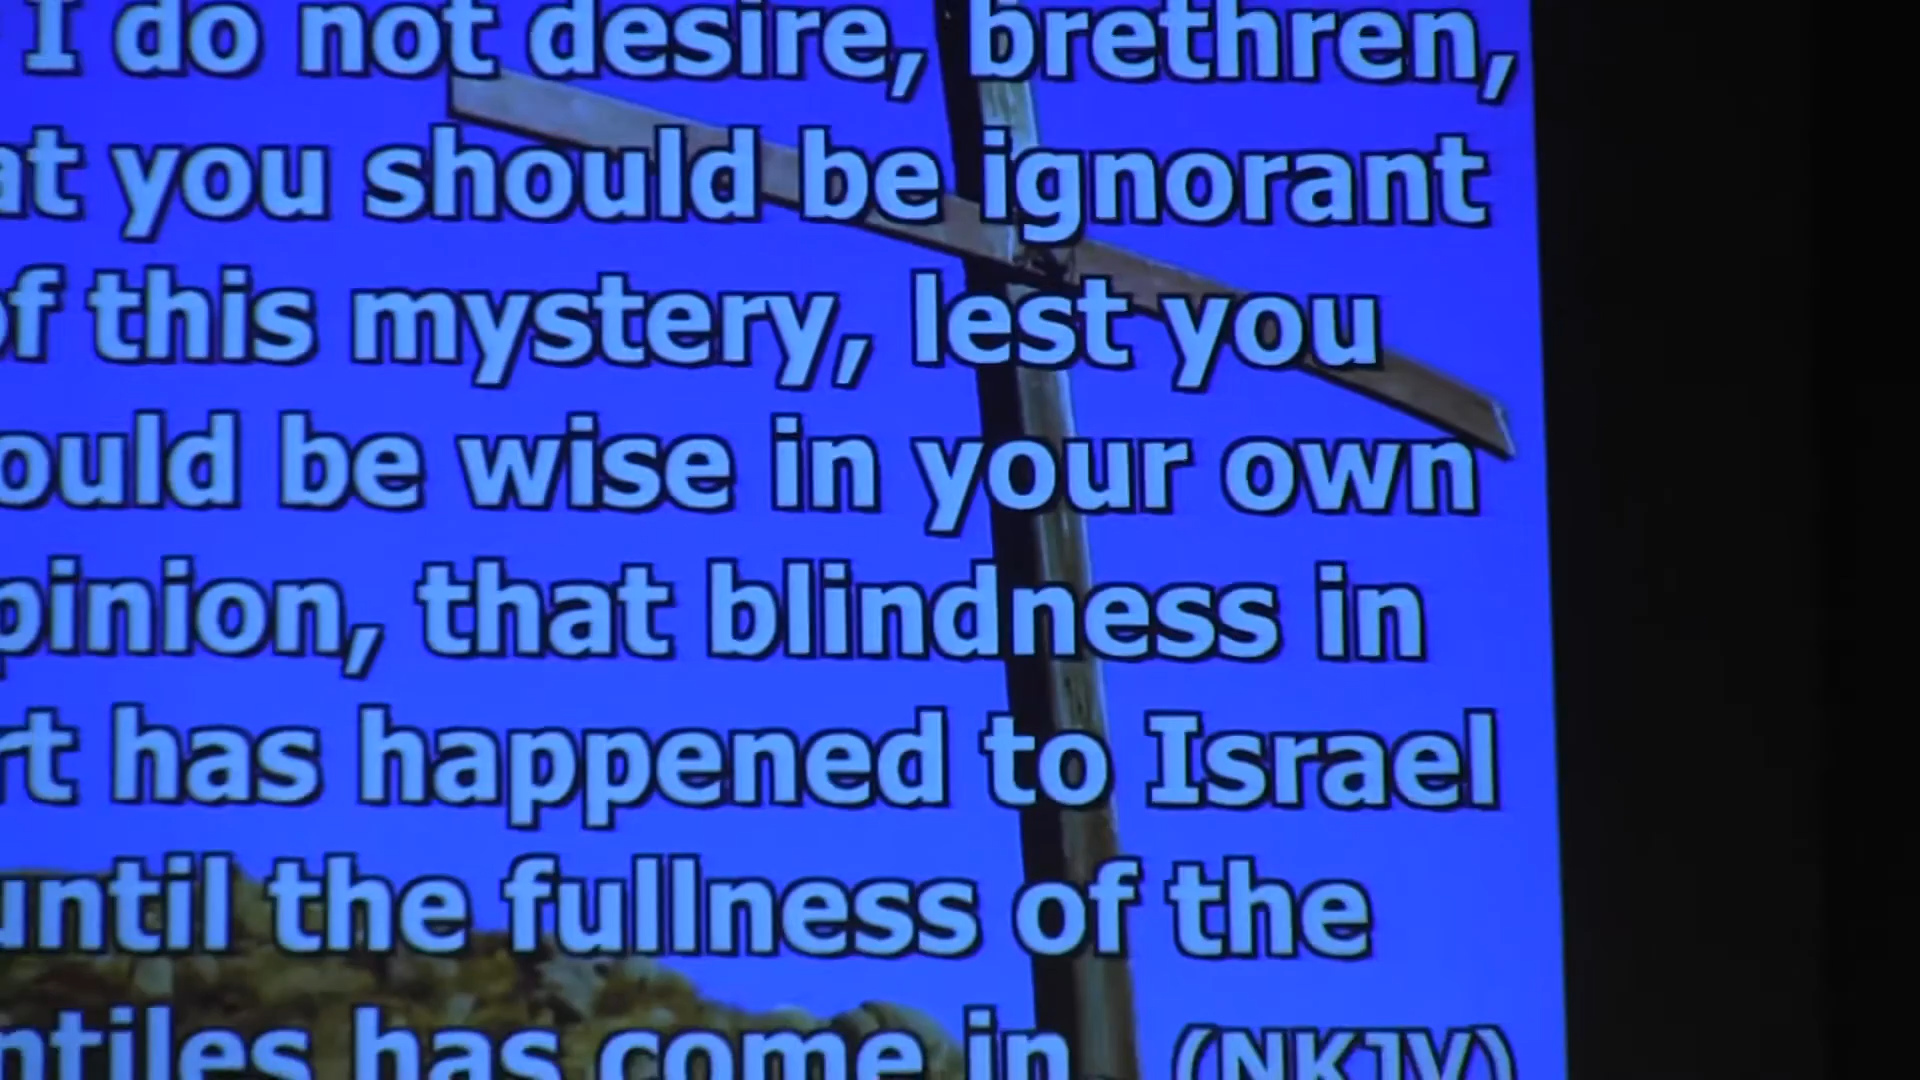 I do not desire, brethren,
at you should be ignorant
of this mystery, lest you
ould be wise in your own
pinion, that blindness in
rt has happened to Israel
until the fullness of the
ntiles has come in (NKJV)